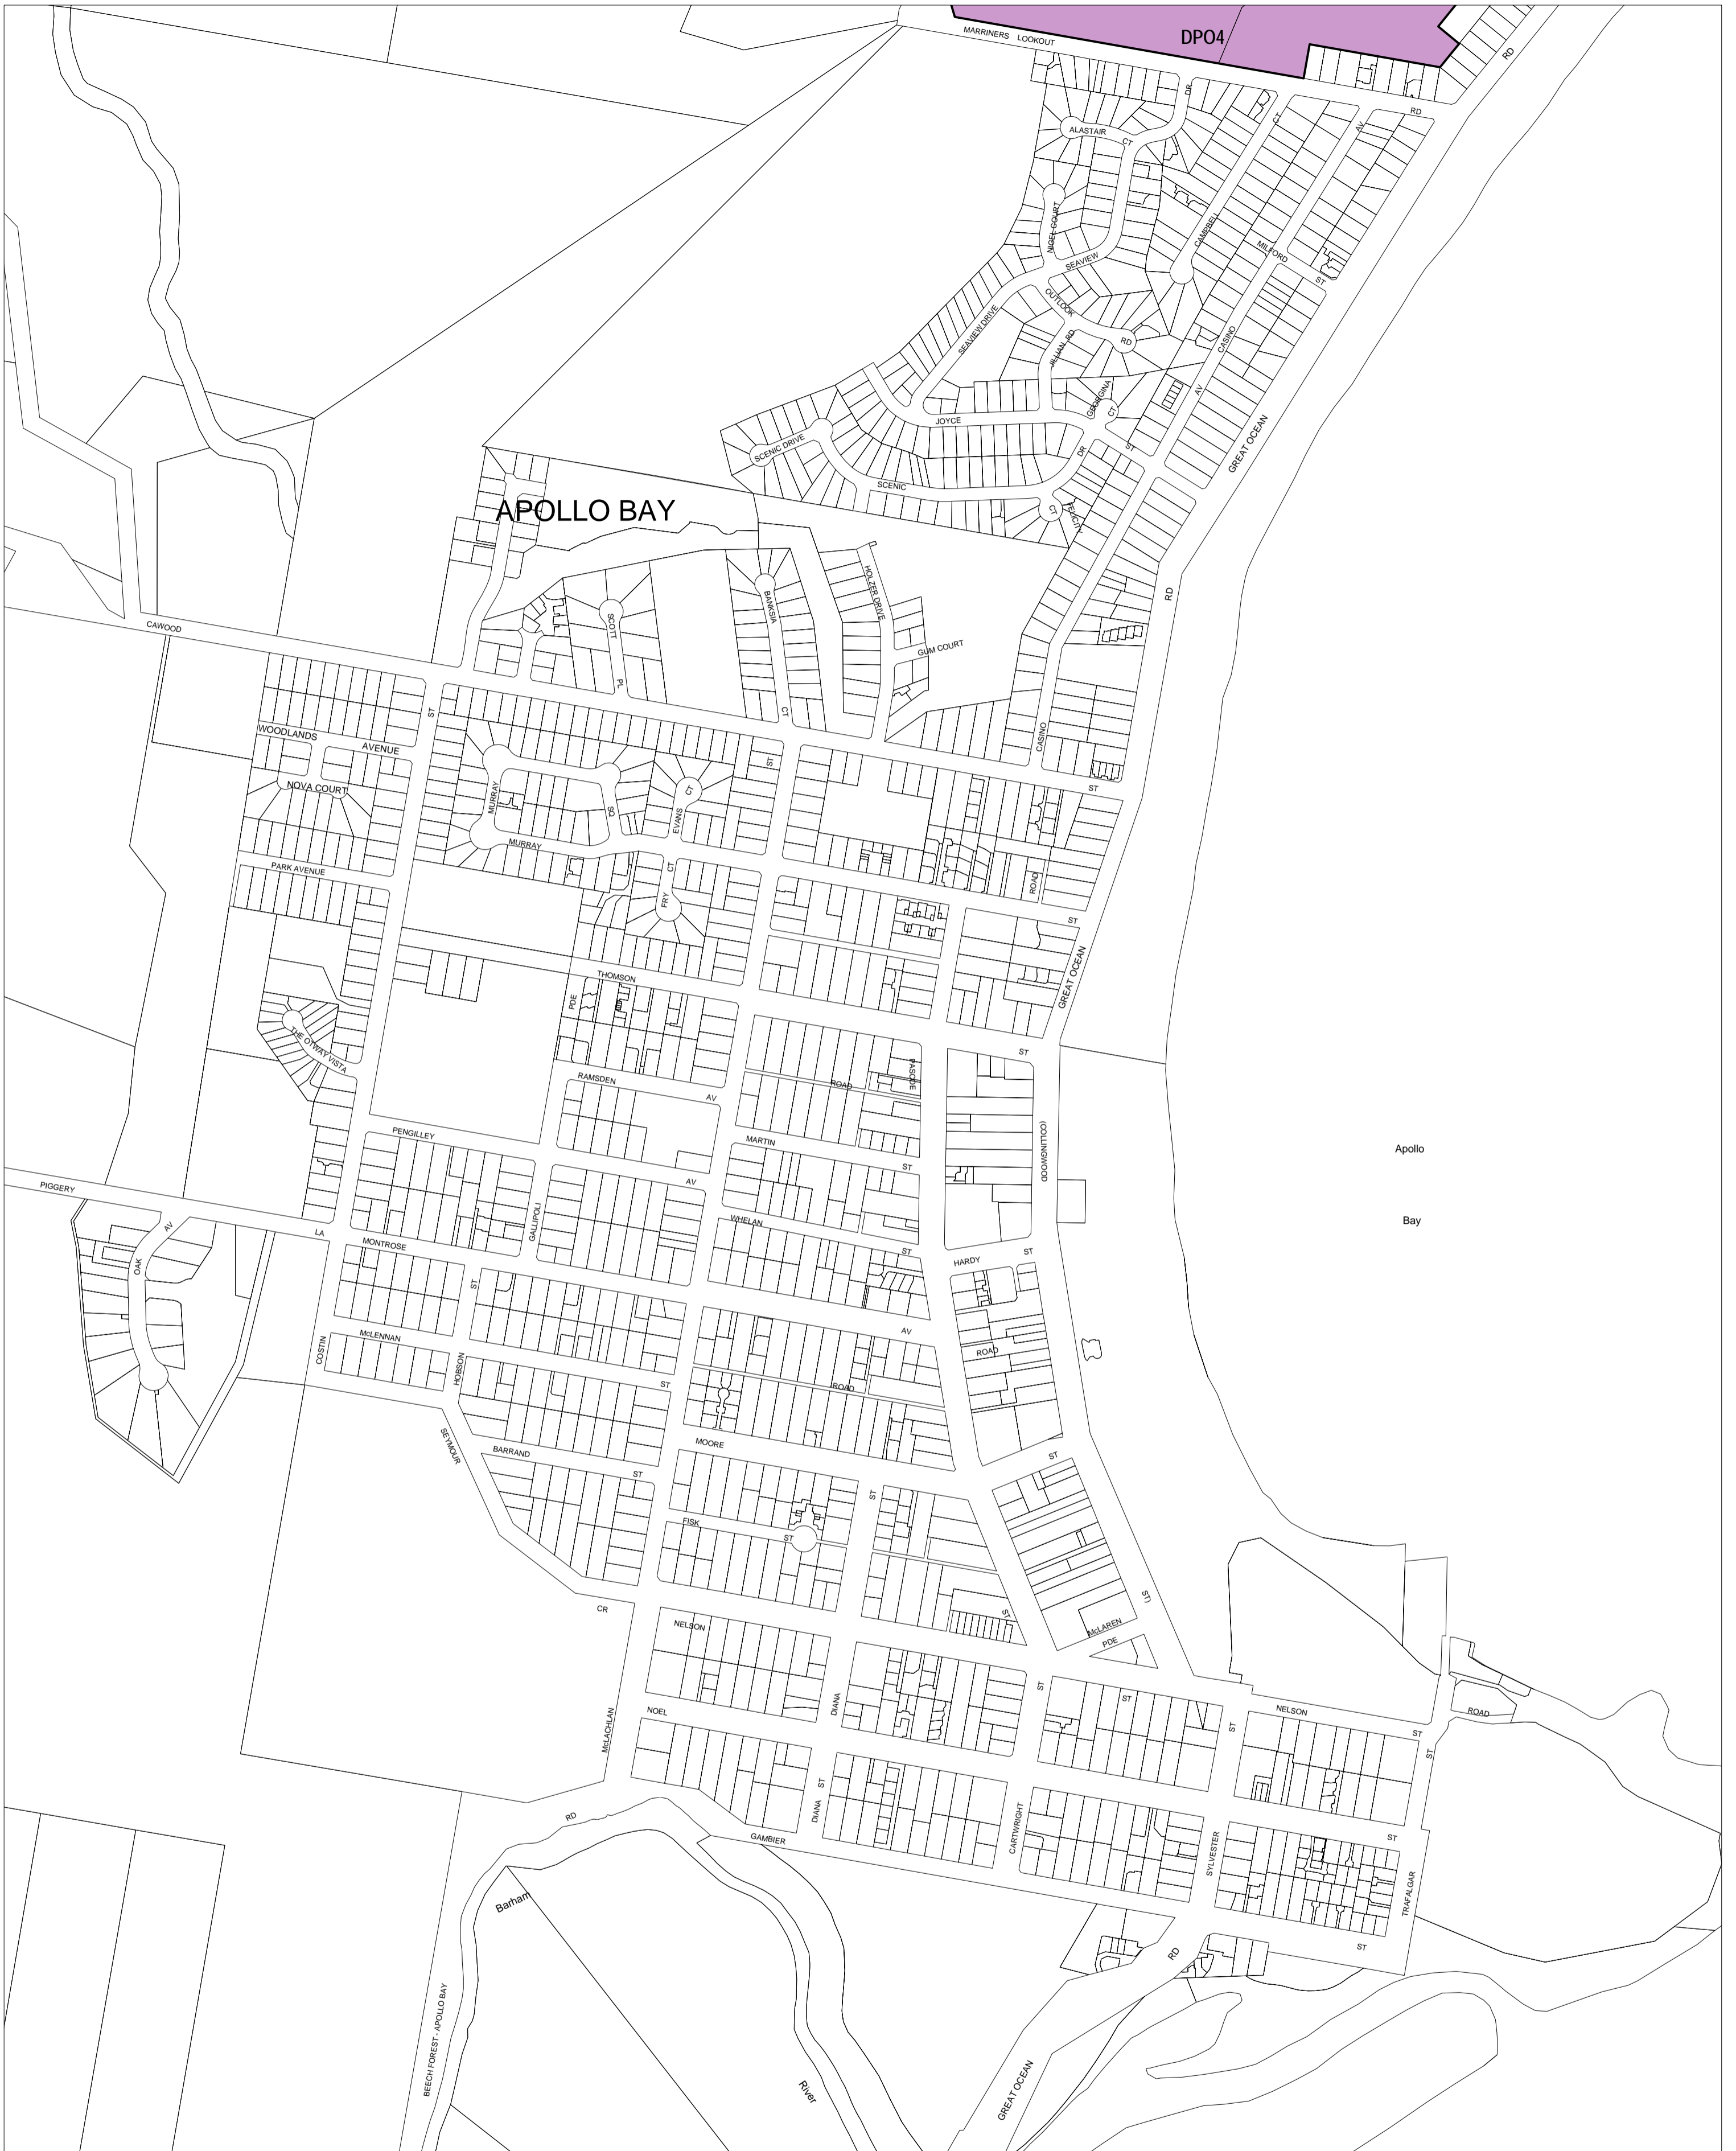 DPO4
MARRINERS LOOKOUT
RD
RD
DR
ALASTAIR
CT
CT
AV
NIGEL COURT
CAMPBELL
MILFORD
ST
SEAVIEW
OUTLOOK
RD
SEAVIEW DRIVE
JILLIAN RD
CASINO
AV
GEORGINA
CT
JOYCE
ST
GREAT OCEAN
SCENIC DRIVE
DR
SCENIC
FELICITY
CT
APOLLO BAY
HOLZER DRIVE
BANKSIA
SCOTT
RD
CAWOOD
GUM COURT
PL
CT
ST
CASINO
WOODLANDS
AVENUE
ST
NOVA COURT
MURRAY
SQ
EVANS
CT
ST
MURRAY
PARK AVENUE
CT
FRY
ROAD
ST
THOMSON
GREAT OCEAN
PDE
THE OTWAY VISTA
ST
PASCOE
RAMSDEN
ROAD
AV
PENGILLEY
MARTIN
ST
(COLLINGWOOD
Apollo
PIGGERY
AV
AV
GALLIPOLI
WHELAN
Bay
LA
MONTROSE
ST
ST
HARDY
OAK
ST
COSTIN
McLENNAN
AV
ROAD
HOBSON
ST
ROAD
SEYMOUR
BARRAND
MOORE
ST
ST
ST
FISK
ST
CR
NELSON
ST
ST)
McLAREN
PDE
NOEL
DIANA
ST
ST
ST
NELSON
ST
ROAD
McLACHLAN
ST
RD
DIANA
ST
GAMBIER
CARTWRIGHT
SYLVESTER
ST
TRAFALGAR
Barham
RD
ST
BEECH FOREST - APOLLO BAY
River
GREAT OCEAN